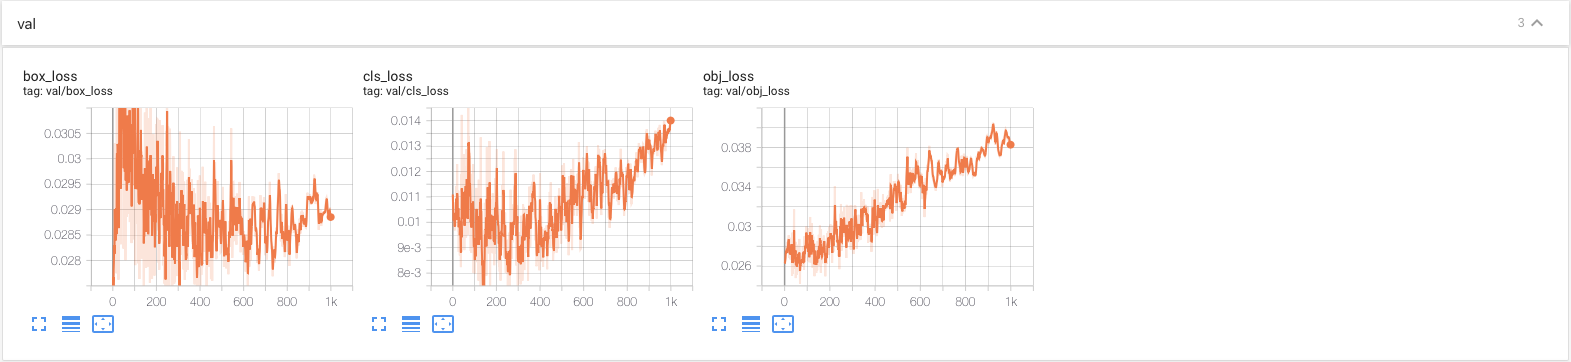 val
3
box_loss
tag: val/box_loss
0.0305
0.03
0.0295
0.029
0.0285
0.028
0 200 400 600 800 1k
cls_loss
tag: val/cls_loss
0.014
0.013
0.012
0.011
0.01
9e-3
8e-3
0 200 400 600 800 1k
obj_loss
tag: val/obj_loss
0.038
0.034
0.03
0.026
0 200 400 600 800 1k